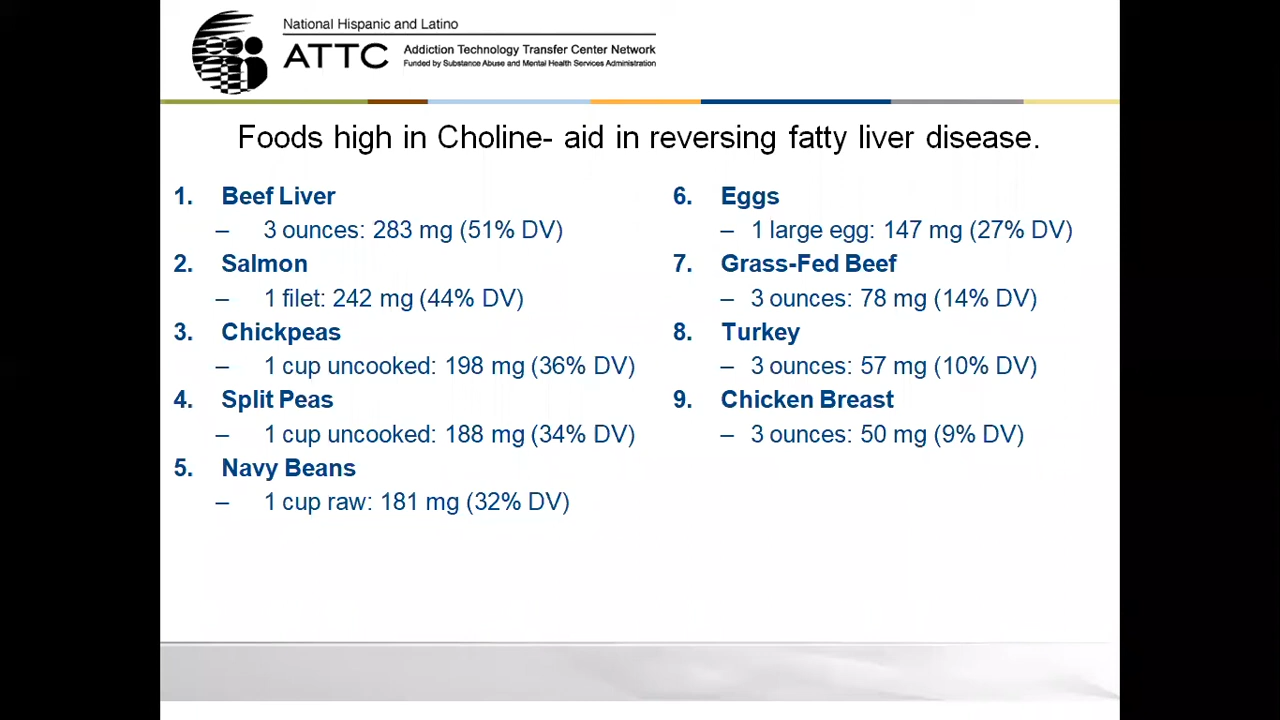 National Hispanic and Latino
ATTC
Addiction Technology Transfer Center Network
Funded by Substance Abuse and Mental Health Services Administration
Foods high in Choline- aid in reversing fatty liver disease.
1. Beef Liver
– 3 ounces: 283 mg (51% DV)
2. Salmon
– 1 filet: 242 mg (44% DV)
3. Chickpeas
– 1 cup uncooked: 198 mg (36% DV)
4. Split Peas
– 1 cup uncooked: 188 mg (34% DV)
5. Navy Beans
– 1 cup raw: 181 mg (32% DV)
6. Eggs
– 1 large egg: 147 mg (27% DV)
7. Grass-Fed Beef
– 3 ounces: 78 mg (14% DV)
8. Turkey
– 3 ounces: 57 mg (10% DV)
9. Chicken Breast
– 3 ounces: 50 mg (9% DV)